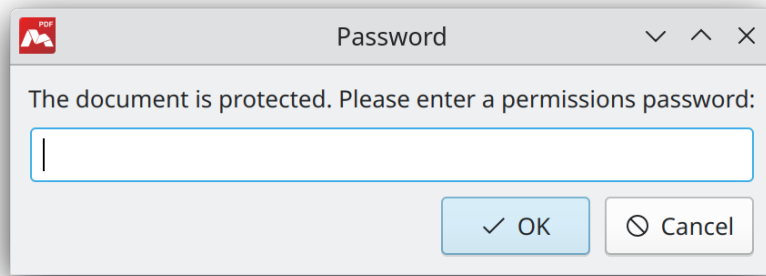 PDF
Password
The document is protected. Please enter a permissions password:
OK
Cancel